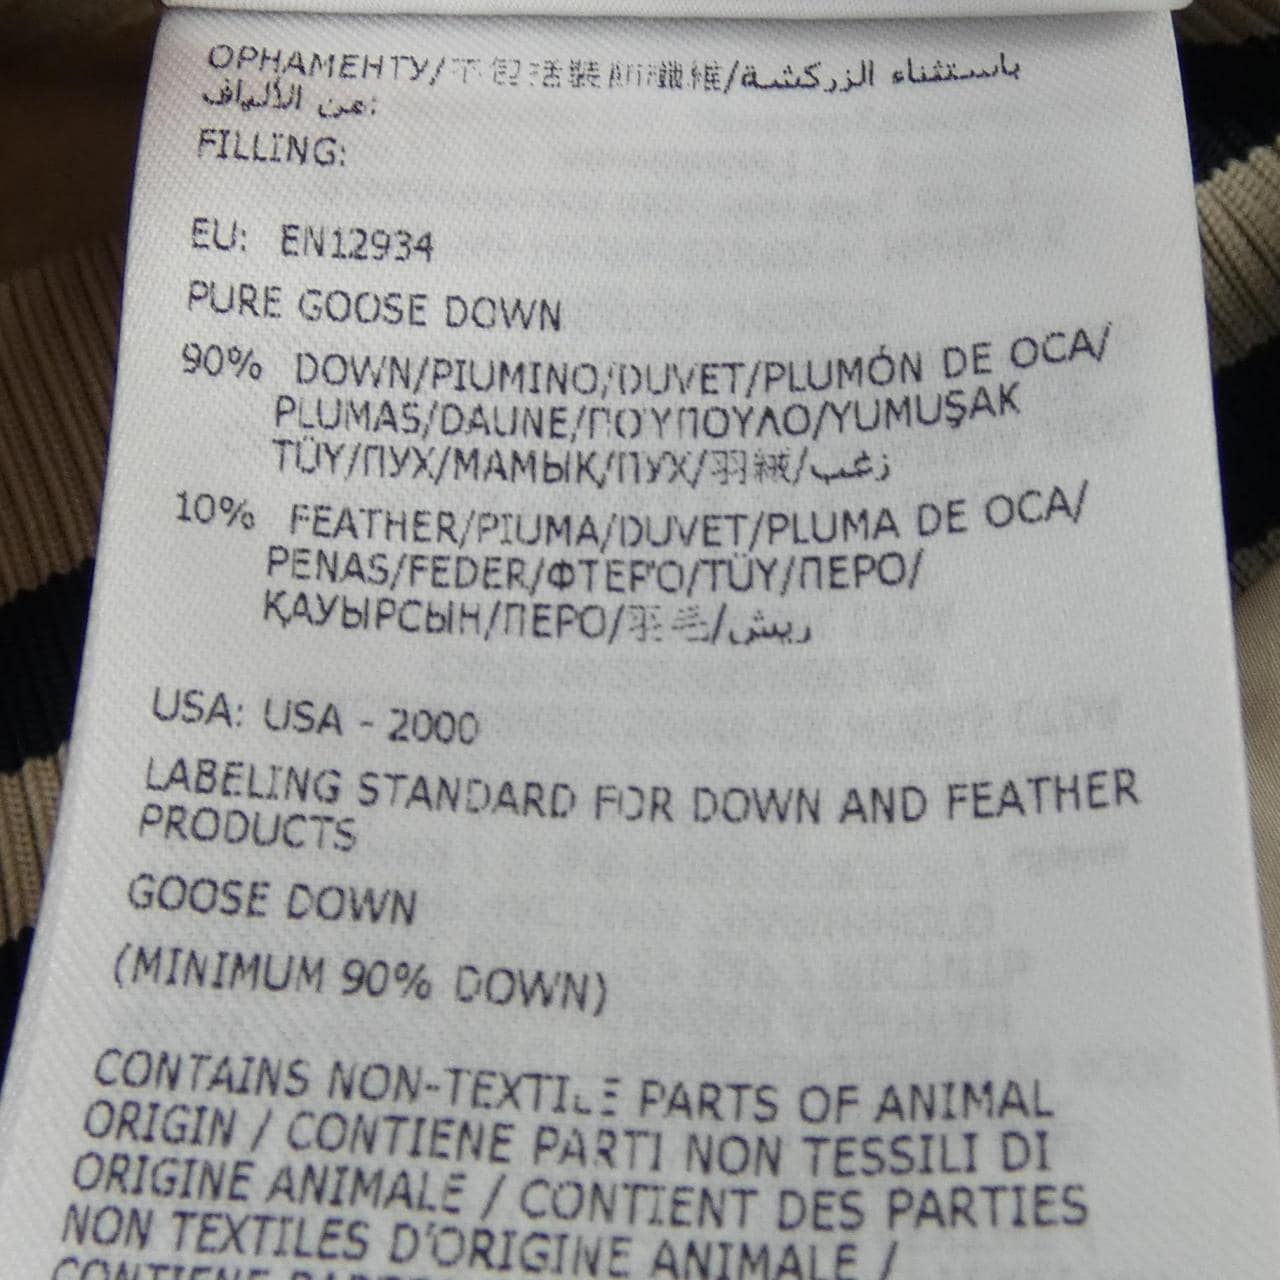 ОРНАМЕНТУ/不包括裝飾纖維/باستثناء الزركشة
من الألياف:
FILLING:
EU: EN12934
PURE GOOSE DOWN
90% DOWN/PIUMINO/DUVET/PLUMÓN DE OCA/
PLUMAS/DAUNE/ΠΟΥΠΟΥΛΟ/YUMUŞAK
TÜY/ПУХ/МАМЫҚ/ПУХ/羽絨/زغب
10% FEATHER/PIUMA/DUVET/PLUMA DE OCA/
PENAS/FEDER/ΦΤΕΡΌ/TÜY/ПЕРО/
ҚАУЫРСЫН/ПЕРО/羽毛/ريش
USA: USA - 2000
LABELING STANDARD FOR DOWN AND FEATHER
PRODUCTS
GOOSE DOWN
(MINIMUM 90% DOWN)
CONTAINS NON-TEXTILE PARTS OF ANIMAL
ORIGIN / CONTIENE PARTI NON TESSILI DI
ORIGINE ANIMALE / CONTIENT DES PARTIES
NON TEXTILES D'ORIGINE ANIMALE /